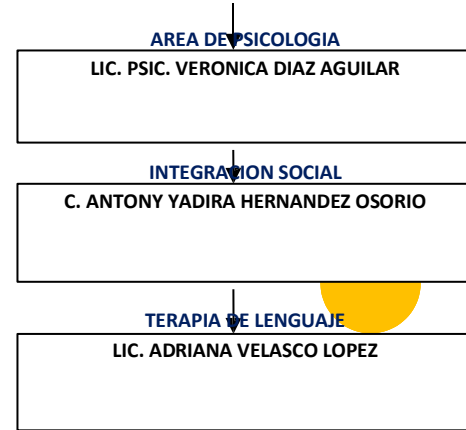 AREA DE PSICOLOGIA
LIC. PSIC. VERONICA DIAZ AGUILAR
INTEGRACION SOCIAL
C. ANTONY YADIRA HERNANDEZ OSORIO
TERAPIA DE LENGUAJE
LIC. ADRIANA VELASCO LOPEZ